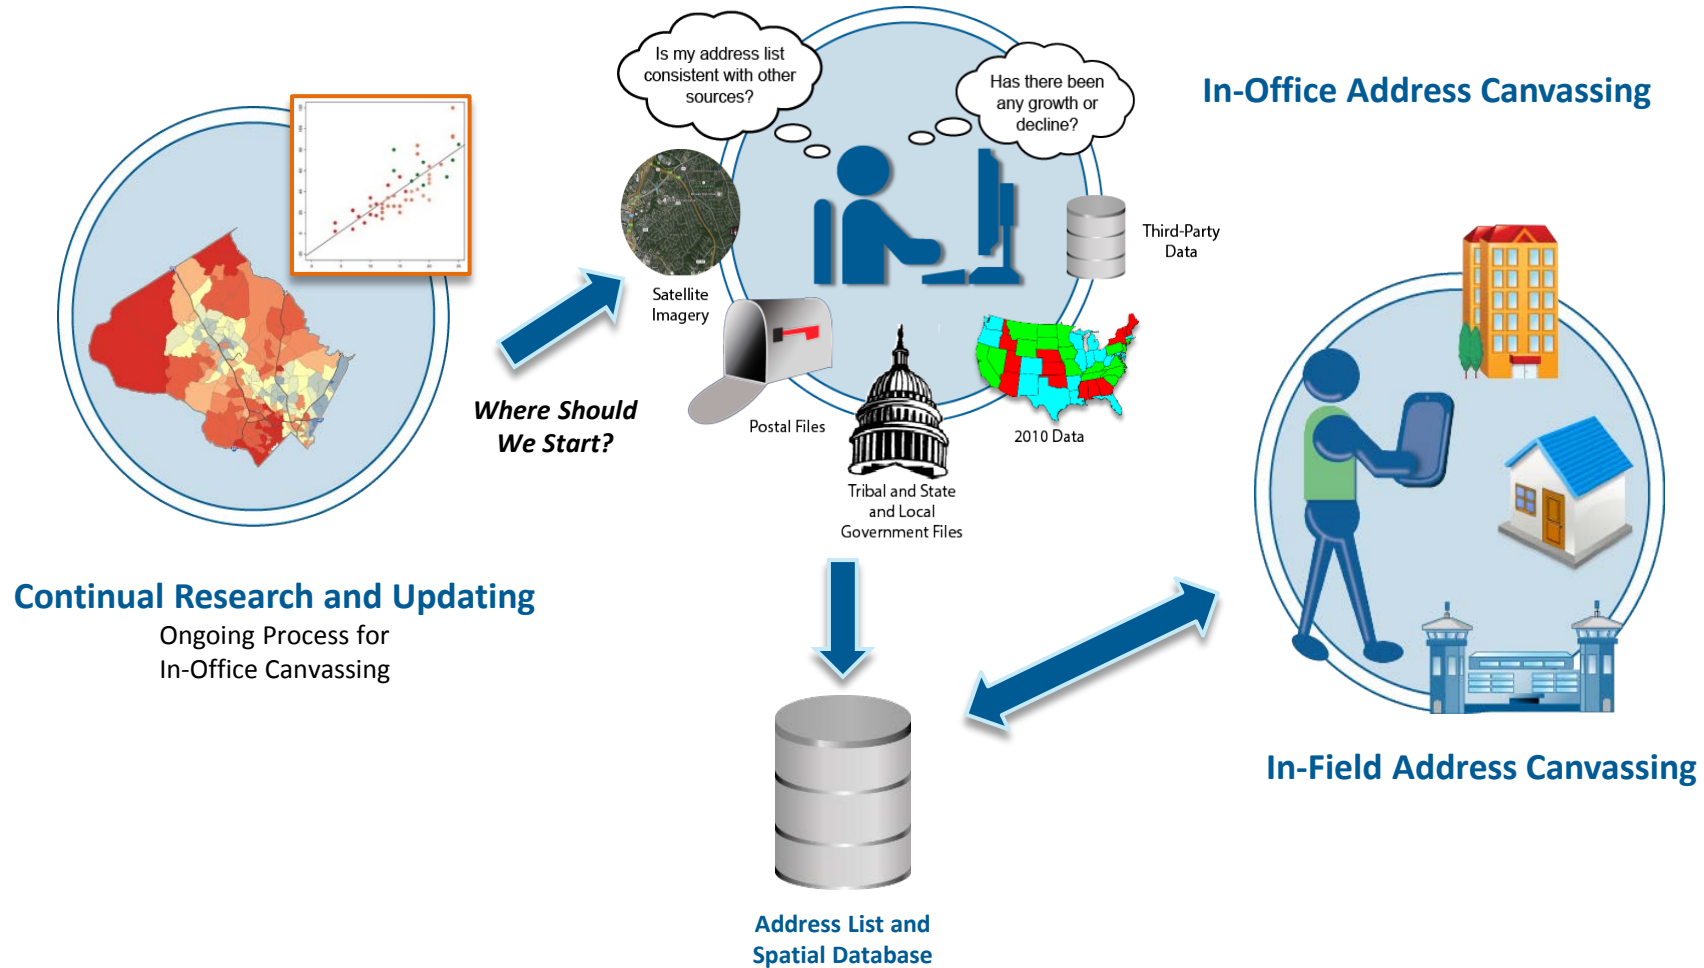 Is my address list
consistent with other
sources?
Has there been
any growth or
decline?
In-Office Address Canvassing
Third-Party
Data
Satellite
Imagery
Where Should
We Start?
Postal Files
2010 Data
Tribal and State
and Local
Government Files
Continual Research and Updating
Ongoing Process for
In-Office Canvassing
In-Field Address Canvassing
Address List and
Spatial Database